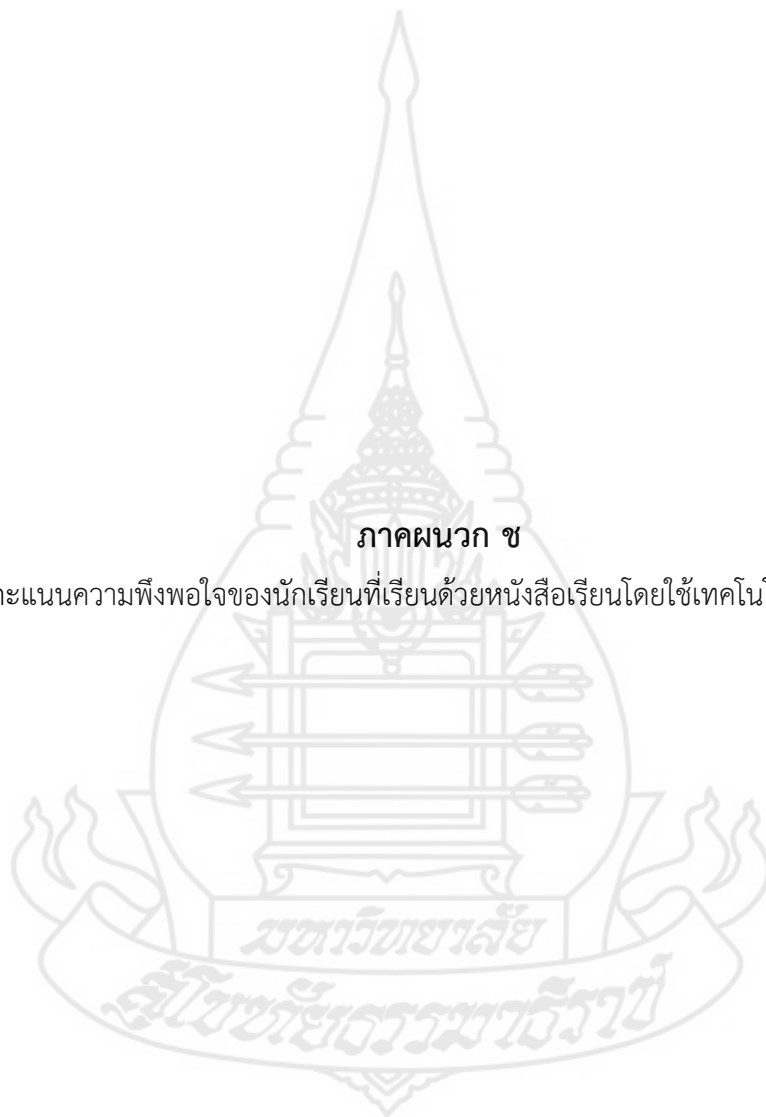 ภาคผนวก ช
คะแนนความพึงพอใจของนักเรียนที่เรียนด้วยหนังสือเรียนโดยใช้เทคโน
มหาวิทยาลัย
สุโขทัยธรรมาธิราช